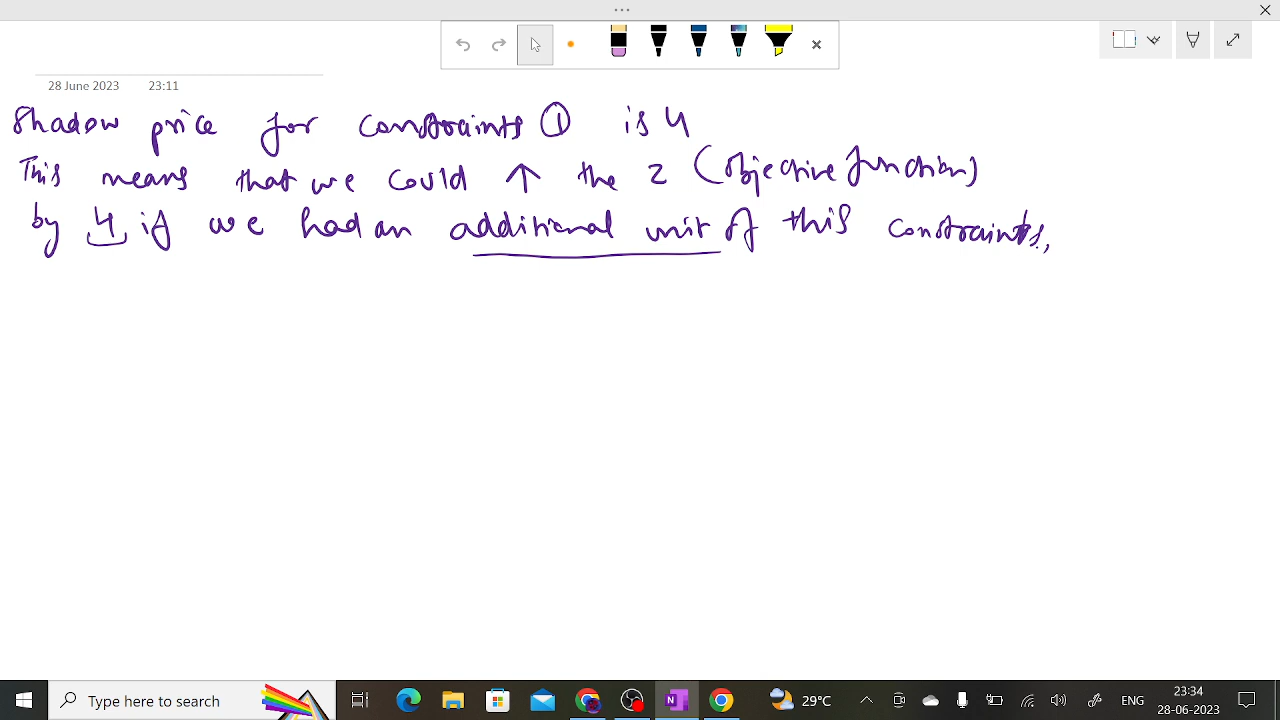 28 June 2023 23:11
Shadow price for constraints ① is 4
This means that we could ↑ the Z (objective function)
by 4 if we had an additional unit of this constraints,
Type here to search
29°C
ENG
28-06-2023